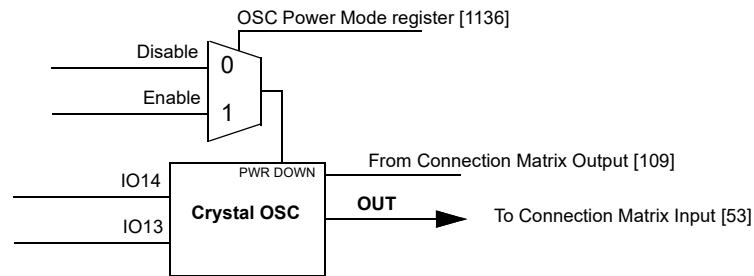 OSC Power Mode register [1136]
Disable
0
Enable
1
PWR DOWN
From Connection Matrix Output [109]
IO14
Crystal OSC
OUT
To Connection Matrix Input [53]
IO13